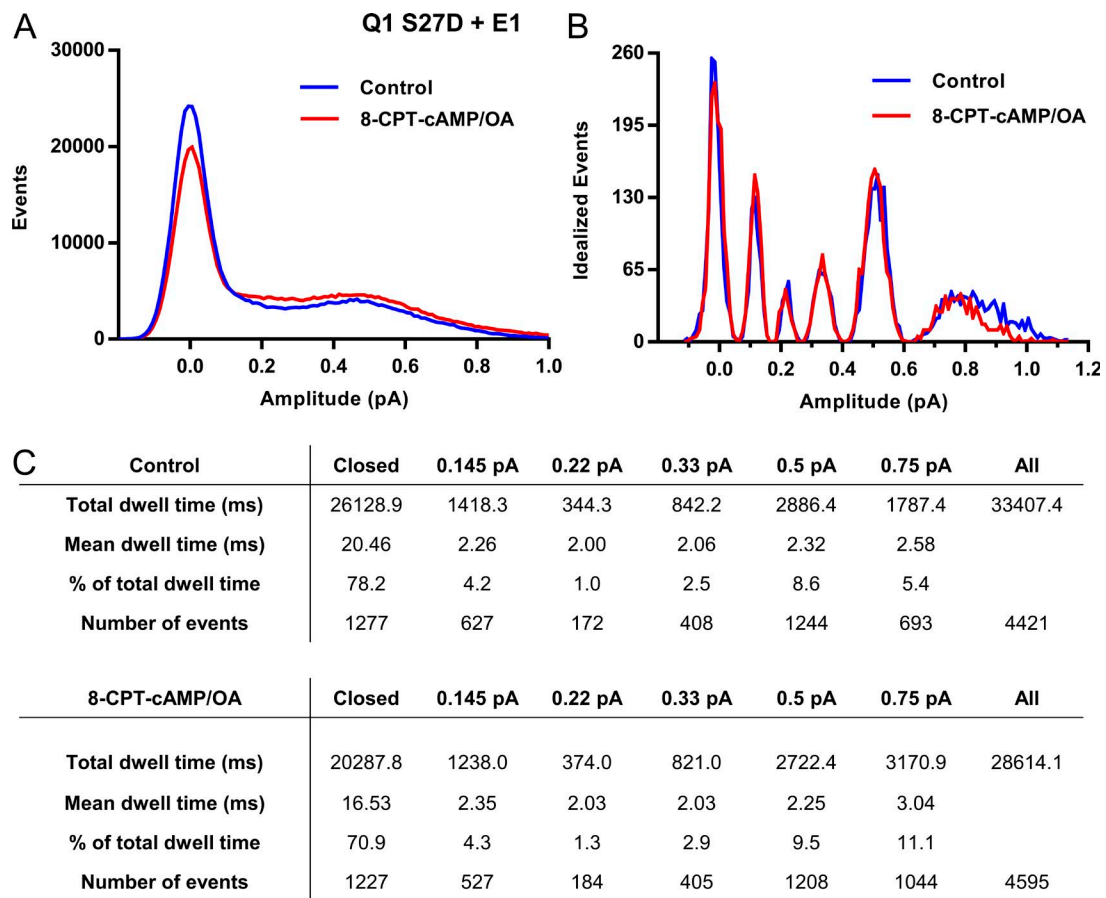 A
Q1 S27D + E1
30000
20000
10000
0
Events
Control
8-CPT-cAMP/OA
0.0 0.2 0.4 0.6 0.8 1.0
Amplitude (pA)
B
260
195
130
65
0
Idealized Events
Control
8-CPT-cAMP/OA
0.0 0.2 0.4 0.6 0.8 1.0 1.2
Amplitude (pA)
C
Control Closed 0.145 pA 0.22 pA 0.33 pA 0.5 pA 0.75 pA All
Total dwell time (ms) 26128.9 1418.3 344.3 842.2 2886.4 1787.4 33407.4
Mean dwell time (ms) 20.46 2.26 2.00 2.06 2.32 2.58
% of total dwell time 78.2 4.2 1.0 2.5 8.6 5.4
Number of events 1277 627 172 408 1244 693 4421
8-CPT-cAMP/OA Closed 0.145 pA 0.22 pA 0.33 pA 0.5 pA 0.75 pA All
Total dwell time (ms) 20287.8 1238.0 374.0 821.0 2722.4 3170.9 28614.1
Mean dwell time (ms) 16.53 2.35 2.03 2.03 2.25 3.04
% of total dwell time 70.9 4.3 1.3 2.9 9.5 11.1
Number of events 1227 527 184 405 1208 1044 4595